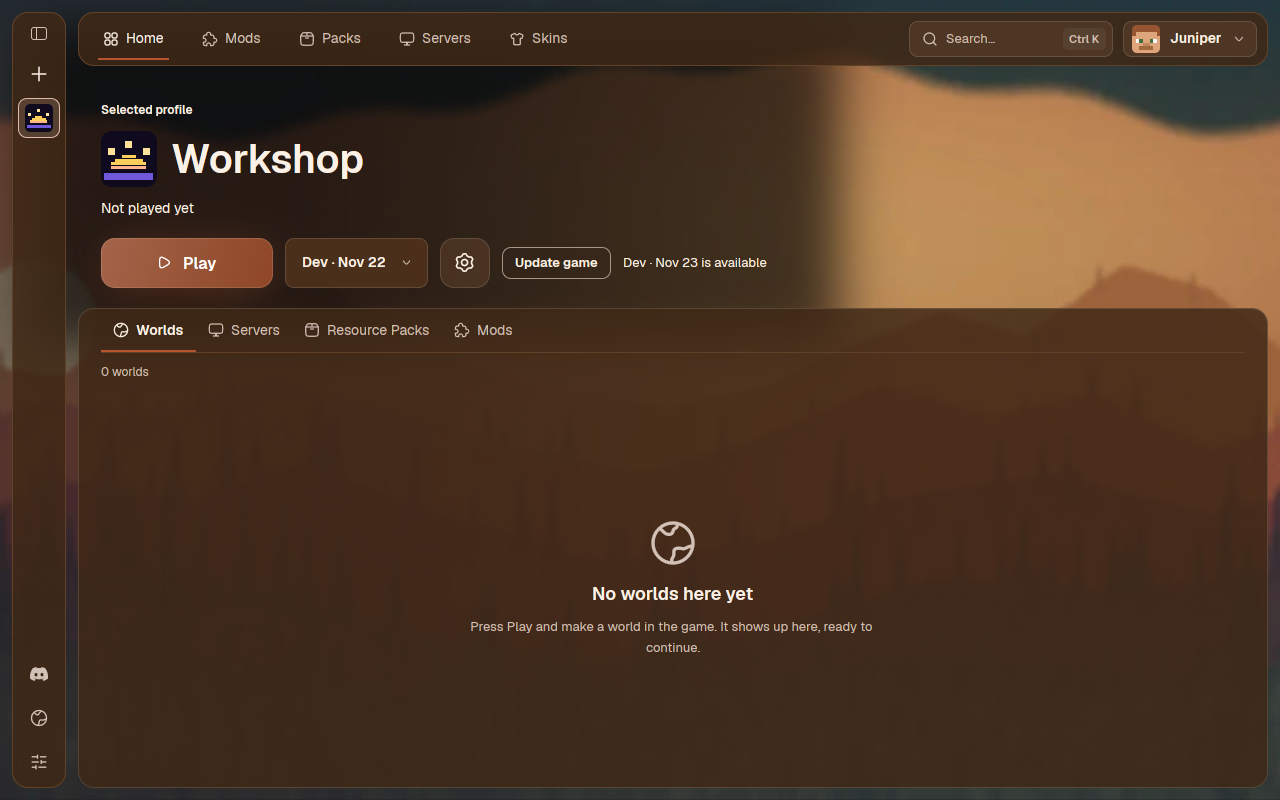 Home
Mods
Packs
Servers
Skins
Search...
Ctrl K
Juniper
Selected profile
Workshop
Not played yet
Play
Dev · Nov 22
Update game
Dev · Nov 23 is available
Worlds
Servers
Resource Packs
Mods
0 worlds
No worlds here yet
Press Play and make a world in the game. It shows up here, ready to
continue.